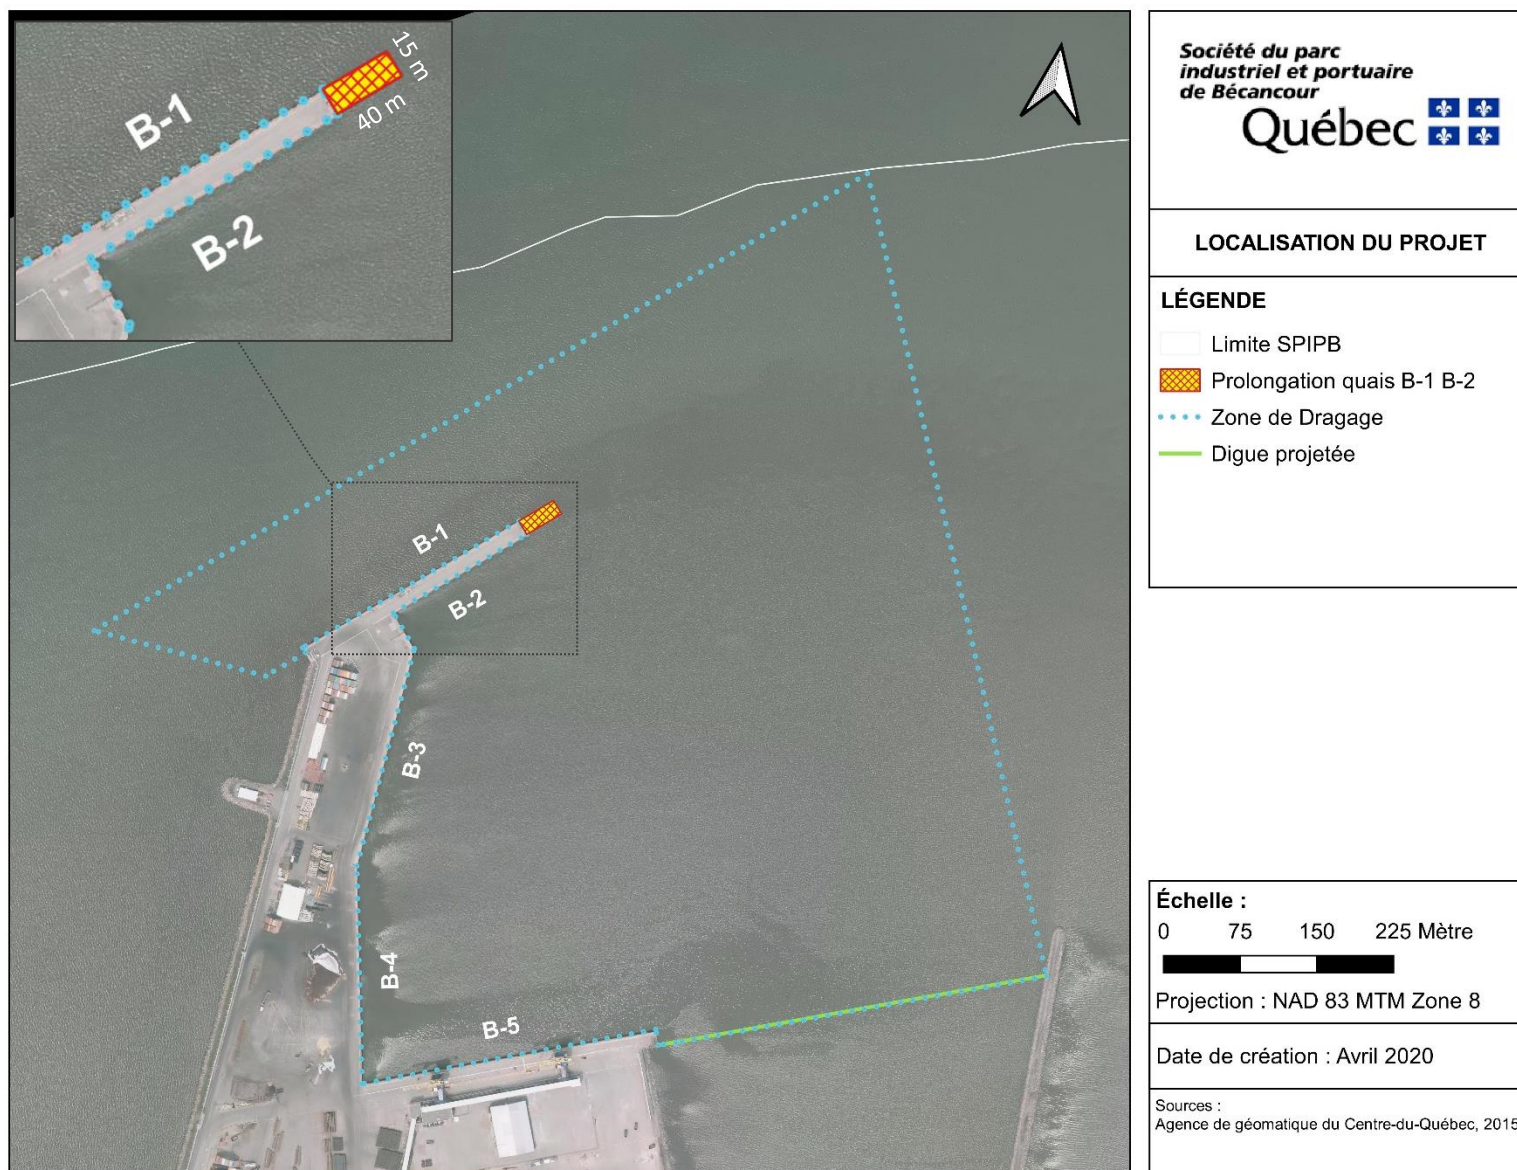 B-1
B-2
40 m
15 m
B-1
B-2
B-3
B-4
B-5
Société du parc
industriel et portuaire
de Bécancour
Québec
LOCALISATION DU PROJET
LÉGENDE
Limite SPIPB
Prolongation quais B-1 B-2
Zone de Dragage
Digue projetée
Échelle :
0 75 150 225 Mètre
Projection : NAD 83 MTM Zone 8
Date de création : Avril 2020
Sources :
Agence de géomatique du Centre-du-Québec, 2015